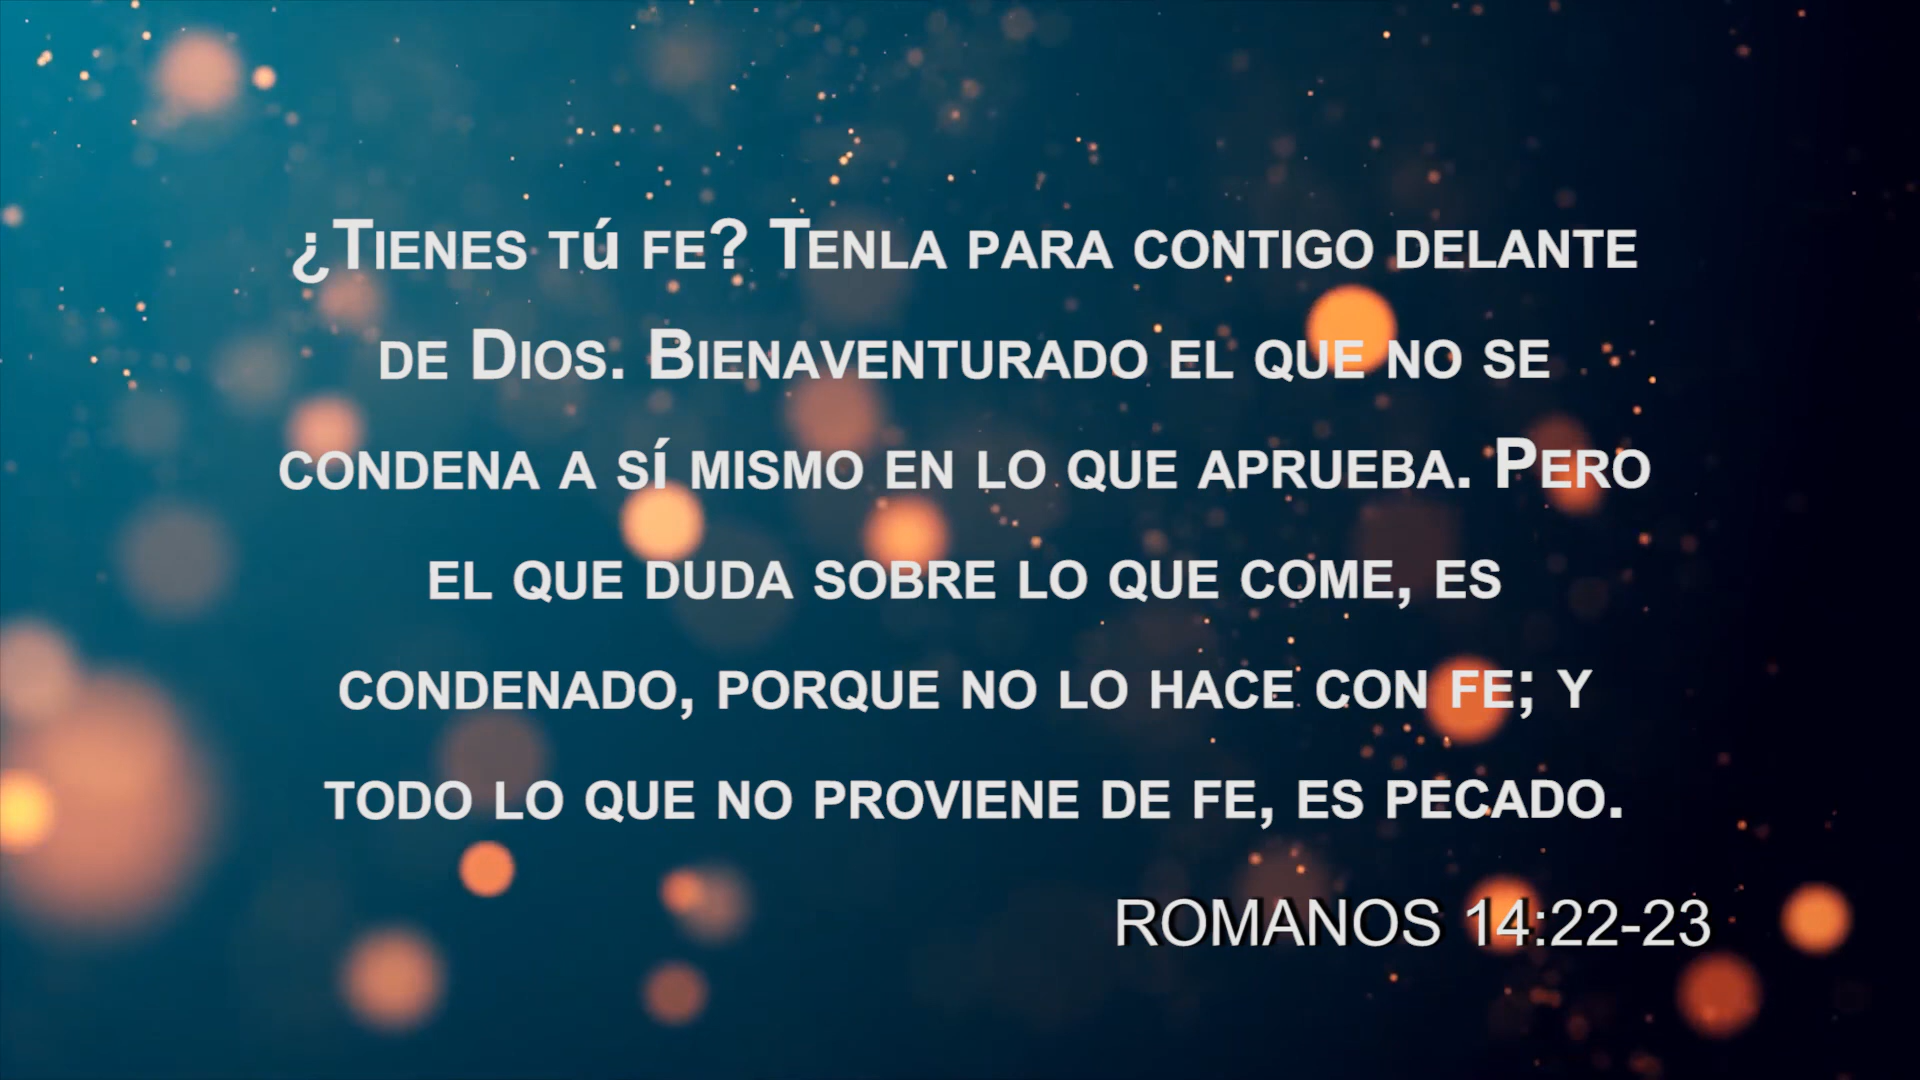 ¿Tienes tú fe? Tenla para contigo delante
de Dios. Bienaventurado el que no se
condena a sí mismo en lo que aprueba. Pero
el que duda sobre lo que come, es
condenado, porque no lo hace con fe; y
todo lo que no proviene de fe, es pecado.
ROMANOS 14:22-23